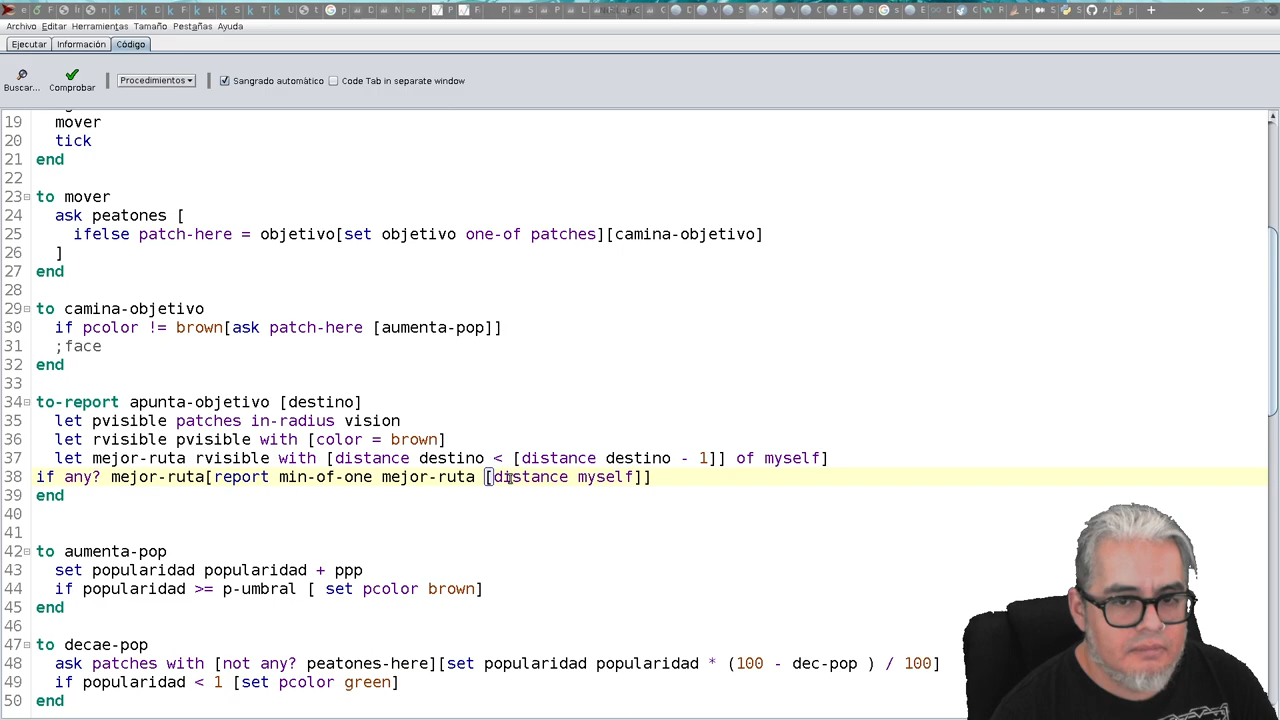 Archivo Editar Herramientas Tamaño Pestañas Ayuda
Ejecutar Información Código
Buscar... Comprobar Procedimientos Sangrado automático Code Tab in separate window
19 mover
20 tick
21 end
22
23 to mover
24 ask peatones [
25 ifelse patch-here = objetivo[set objetivo one-of patches][camina-objetivo]
26 ]
27 end
28
29 to camina-objetivo
30 if pcolor != brown[ask patch-here [aumenta-pop]]
31 ;face
32 end
33
34 to-report apunta-objetivo [destino]
35 let pvisible patches in-radius vision
36 let rvisible pvisible with [color = brown]
37 let mejor-ruta rvisible with [distance destino < [distance destino - 1]] of myself]
38 if any? mejor-ruta[report min-of-one mejor-ruta [distance myself]]
39 end
40
41
42 to aumenta-pop
43 set popularidad popularidad + ppp
44 if popularidad >= p-umbral [ set pcolor brown]
45 end
46
47 to decae-pop
48 ask patches with [not any? peatones-here][set popularidad popularidad * (100 - dec-pop ) / 100]
49 if popularidad < 1 [set pcolor green]
50 end